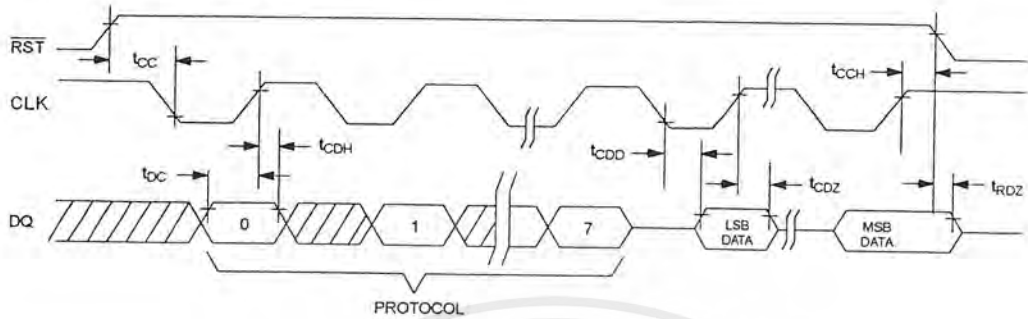 RST
tCC
tCCH
CLK
tCDH
tCDD
tDC
tCDZ
tRDZ
DQ
0
1
7
LSB
DATA
MSB
DATA
PROTOCOL